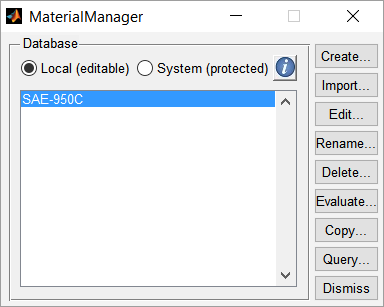 MaterialManager
Database
Local (editable) System (protected)
SAE-950C
Create...
Import...
Edit...
Rename...
Delete...
Evaluate...
Copy...
Query...
Dismiss